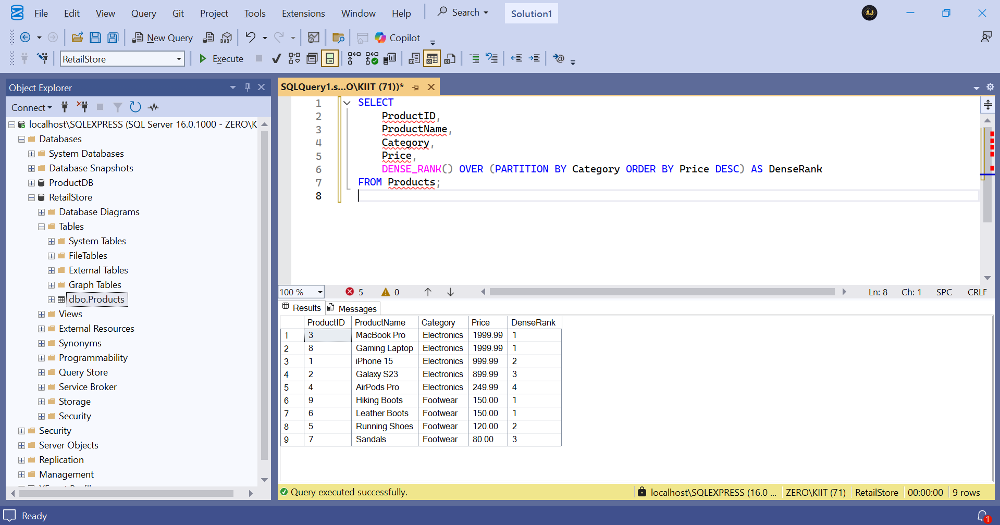 File Edit View Query Git Project Tools Extensions Window Help Search Solution1
AJ
New Query DAX Copilot
RetailStore Execute
Object Explorer
Connect
localhost\SQLEXPRESS (SQL Server 16.0.1000 - ZERO\K
Databases
System Databases
Database Snapshots
ProductDB
RetailStore
Database Diagrams
Tables
System Tables
FileTables
External Tables
Graph Tables
dbo.Products
Views
External Resources
Synonyms
Programmability
Query Store
Service Broker
Storage
Security
Security
Server Objects
Replication
Management
SQLQuery1.s...O\KIIT (71))*
1 SELECT
2 ProductID,
3 ProductName,
4 Category,
5 Price,
6 DENSE_RANK() OVER (PARTITION BY Category ORDER BY Price DESC) AS DenseRank
7 FROM Products;
8
100 % 5 0 Ln: 8 Ch: 1 SPC CRLF
Results Messages
ProductID ProductName Category Price DenseRank
1 3 MacBook Pro Electronics 1999.99 1
2 8 Gaming Laptop Electronics 1999.99 1
3 1 iPhone 15 Electronics 999.99 2
4 2 Galaxy S23 Electronics 899.99 3
5 4 AirPods Pro Electronics 249.99 4
6 9 Hiking Boots Footwear 150.00 1
7 6 Leather Boots Footwear 150.00 1
8 5 Running Shoes Footwear 120.00 2
9 7 Sandals Footwear 80.00 3
Query executed successfully. localhost\SQLEXPRESS (16.0 ... ZERO\KIIT (71) RetailStore 00:00:00 9 rows
Ready 1